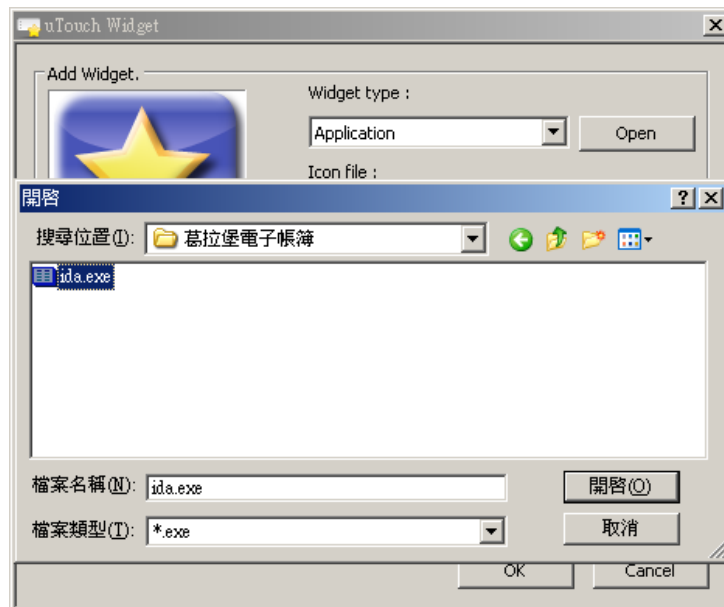 uTouch Widget
Add Widget.
Widget type :
Application
Open
Icon file :
開啓
搜尋位置(I):
葛拉堡電子帳簿
ida.exe
檔案名稱(N):
ida.exe
開啓(O)
檔案類型(T):
*.exe
取消
OK
Cancel